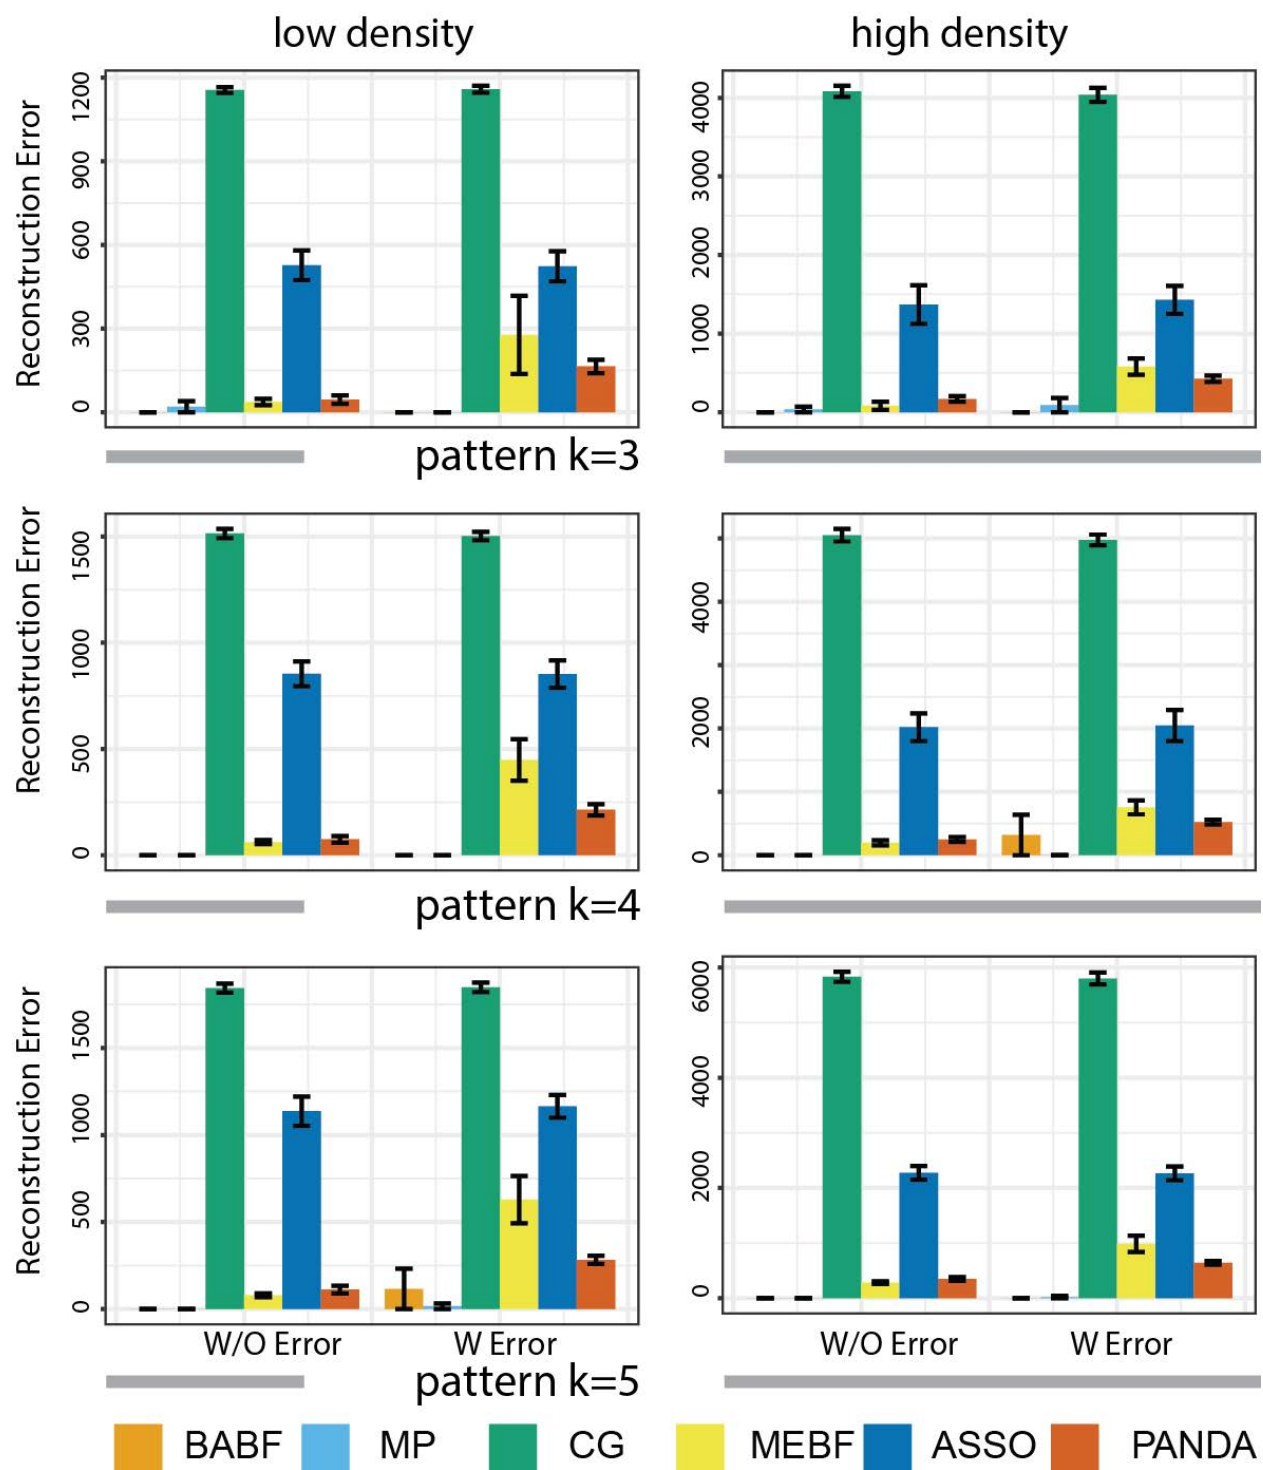 low density
high density
Reconstruction Error
1200
900
600
300
0
4000
3000
2000
1000
0
pattern k=3
Reconstruction Error
1500
1000
500
0
4000
2000
0
pattern k=4
Reconstruction Error
1500
1000
500
0
6000
4000
2000
0
W/O Error
W Error
W/O Error
W Error
pattern k=5
BABF
MP
CG
MEBF
ASSO
PANDA